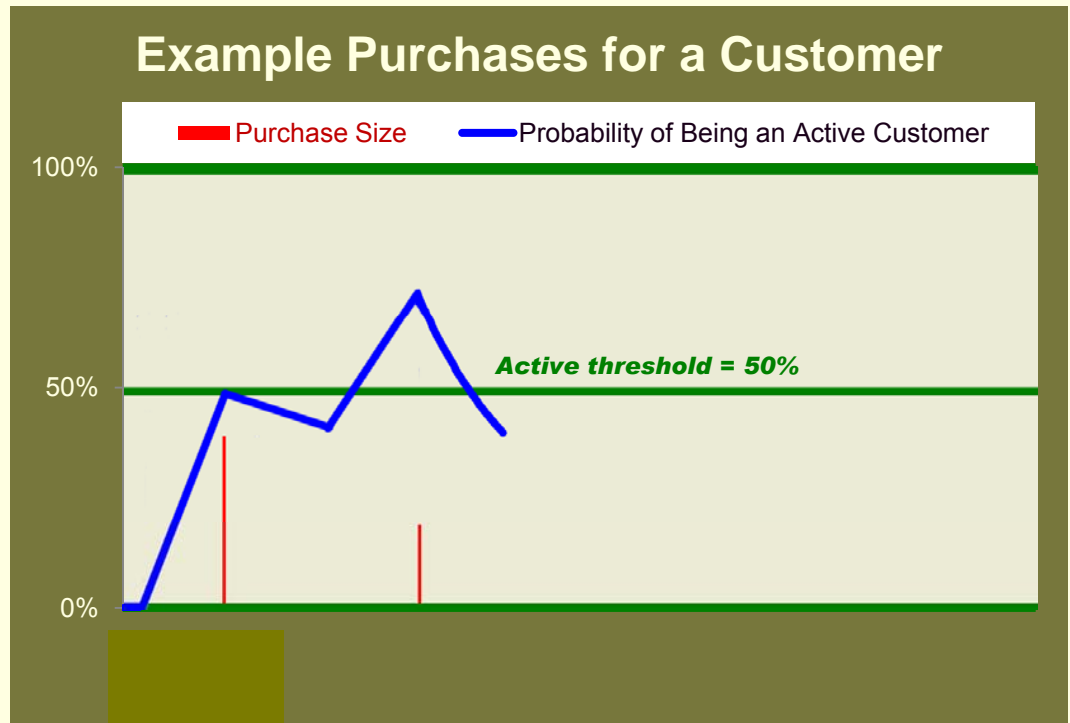 Example Purchases for a Customer
Purchase Size
Probability of Being an Active Customer
100%
Active threshold = 50%
50%
0%